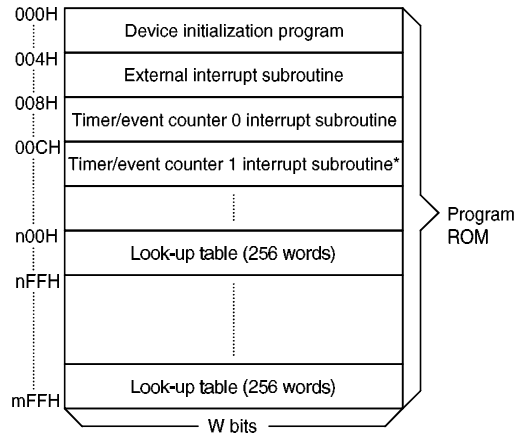 000H
Device initialization program
004H
External interrupt subroutine
008H
Timer/event counter 0 interrupt subroutine
00CH
Timer/event counter 1 interrupt subroutine*
n00H
Look-up table (256 words)
nFFH
Program
ROM
Look-up table (256 words)
mFFH
W bits